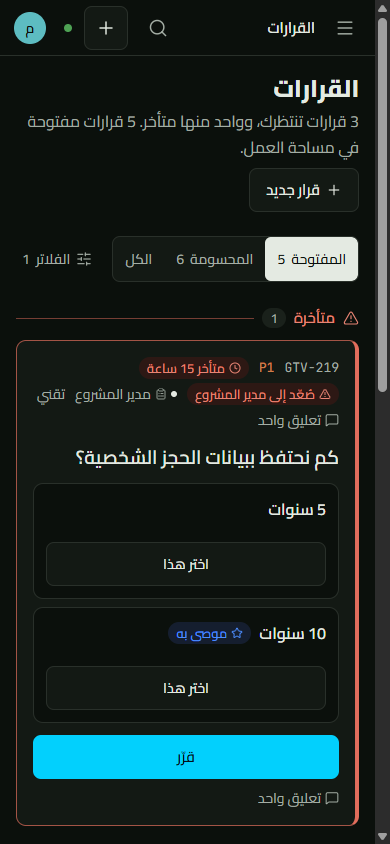 القرارات
م
القرارات
3 قرارات تنتظرك، وواحد منها متأخر. 5 قرارات مفتوحة
في مساحة العمل.
قرار جديد
المفتوحة 5
المحسومة 6
الكل
الفلاتر 1
متأخرة 1
GTV-219 P1 متأخر 15 ساعة
صُعّد إلى مدير المشروع
مدير المشروع
تقني
تعليق واحد
كم نحتفظ ببيانات الحجز الشخصية؟
5 سنوات
اختر هذا
10 سنوات موصى به
اختر هذا
قرّر
تعليق واحد